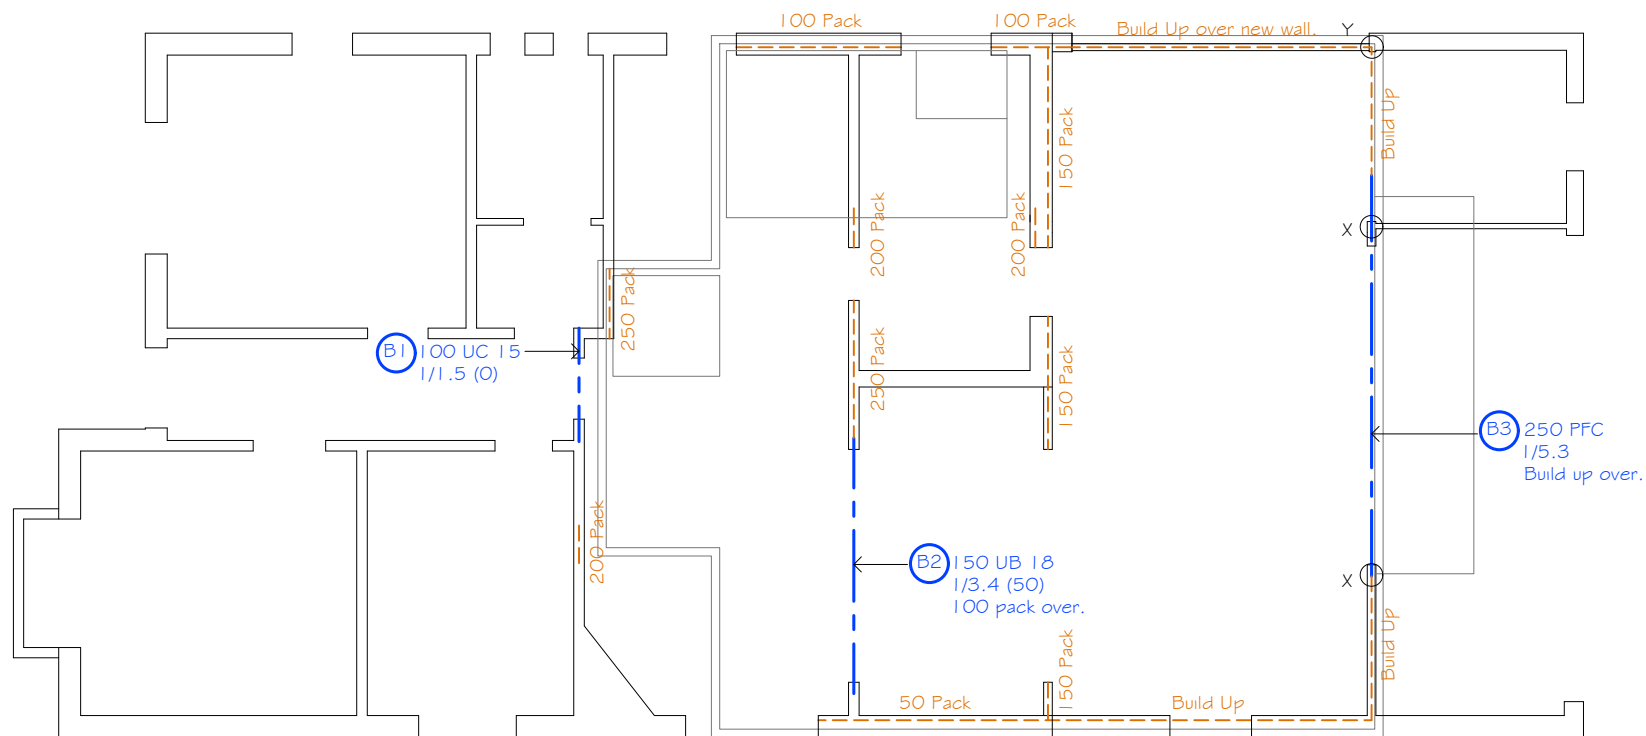 100 Pack
100 Pack
Build Up over new wall.
Y
Build Up
150 Pack
200 Pack
200 Pack
X
250 Pack
B1 100 UC 15
1/1.5 (0)
250 Pack
150 Pack
B3 250 PFC
1/5.3
Build up over.
200 Pack
B2 150 UB 18
1/3.4 (50)
100 pack over.
X
Build Up
150 Pack
50 Pack
Build Up